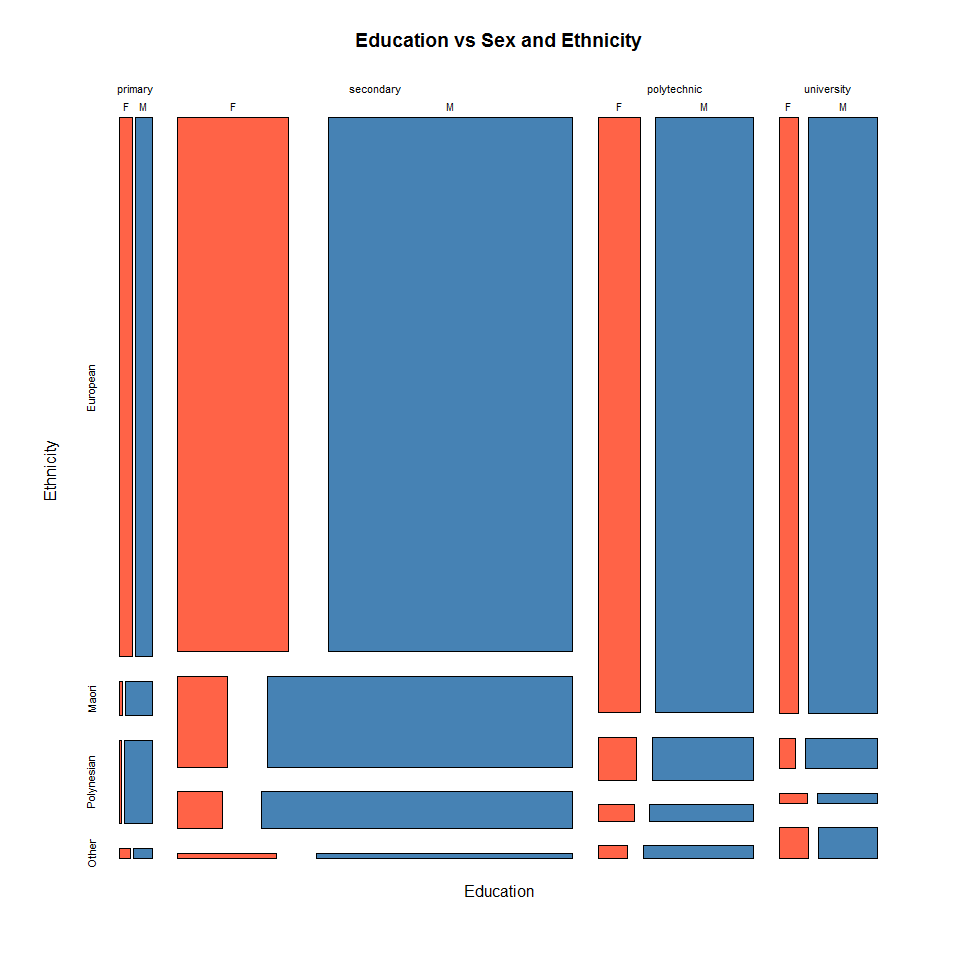 Education vs Sex and Ethnicity
primary secondary polytechnic university
F M F M F M F M
European
Maori
Polynesian
Other
Ethnicity
Education